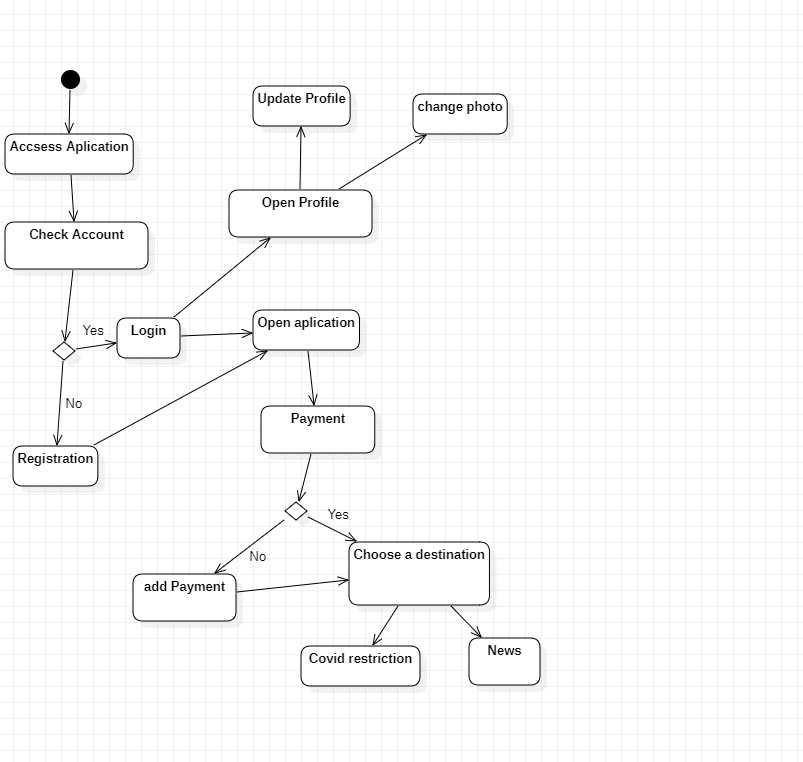 Update Profile
change photo
Accsess Aplication
Open Profile
Check Account
Yes
Login
Open aplication
No
Registration
Payment
Yes
No
Choose a destination
add Payment
Covid restriction
News